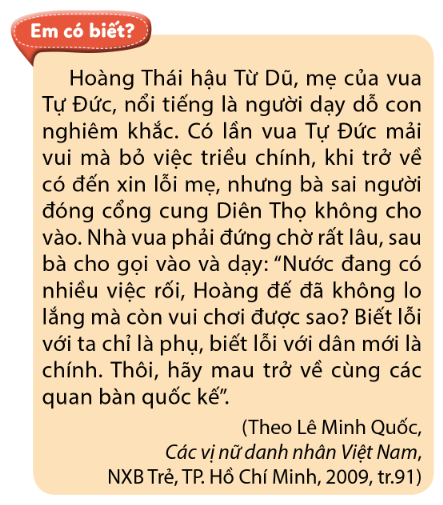 Em có biết?
Hoàng Thái hậu Từ Dũ, mẹ của vua
Tự Đức, nổi tiếng là người dạy dỗ con
nghiêm khắc. Có lần vua Tự Đức mải
vui mà bỏ việc triều chính, khi trở về
có đến xin lỗi mẹ, nhưng bà sai người
đóng cổng cung Diên Thọ không cho
vào. Nhà vua phải đứng chờ rất lâu, sau
bà cho gọi vào và dạy: “Nước đang có
nhiều việc rối, Hoàng đế đã không lo
lắng mà còn vui chơi được sao? Biết lỗi
với ta chỉ là phụ, biết lỗi với dân mới là
chính. Thôi, hãy mau trở về cùng các
quan bàn quốc kế”.
(Theo Lê Minh Quốc,
Các vị nữ danh nhân Việt Nam,
NXB Trẻ, TP. Hồ Chí Minh, 2009, tr.91)